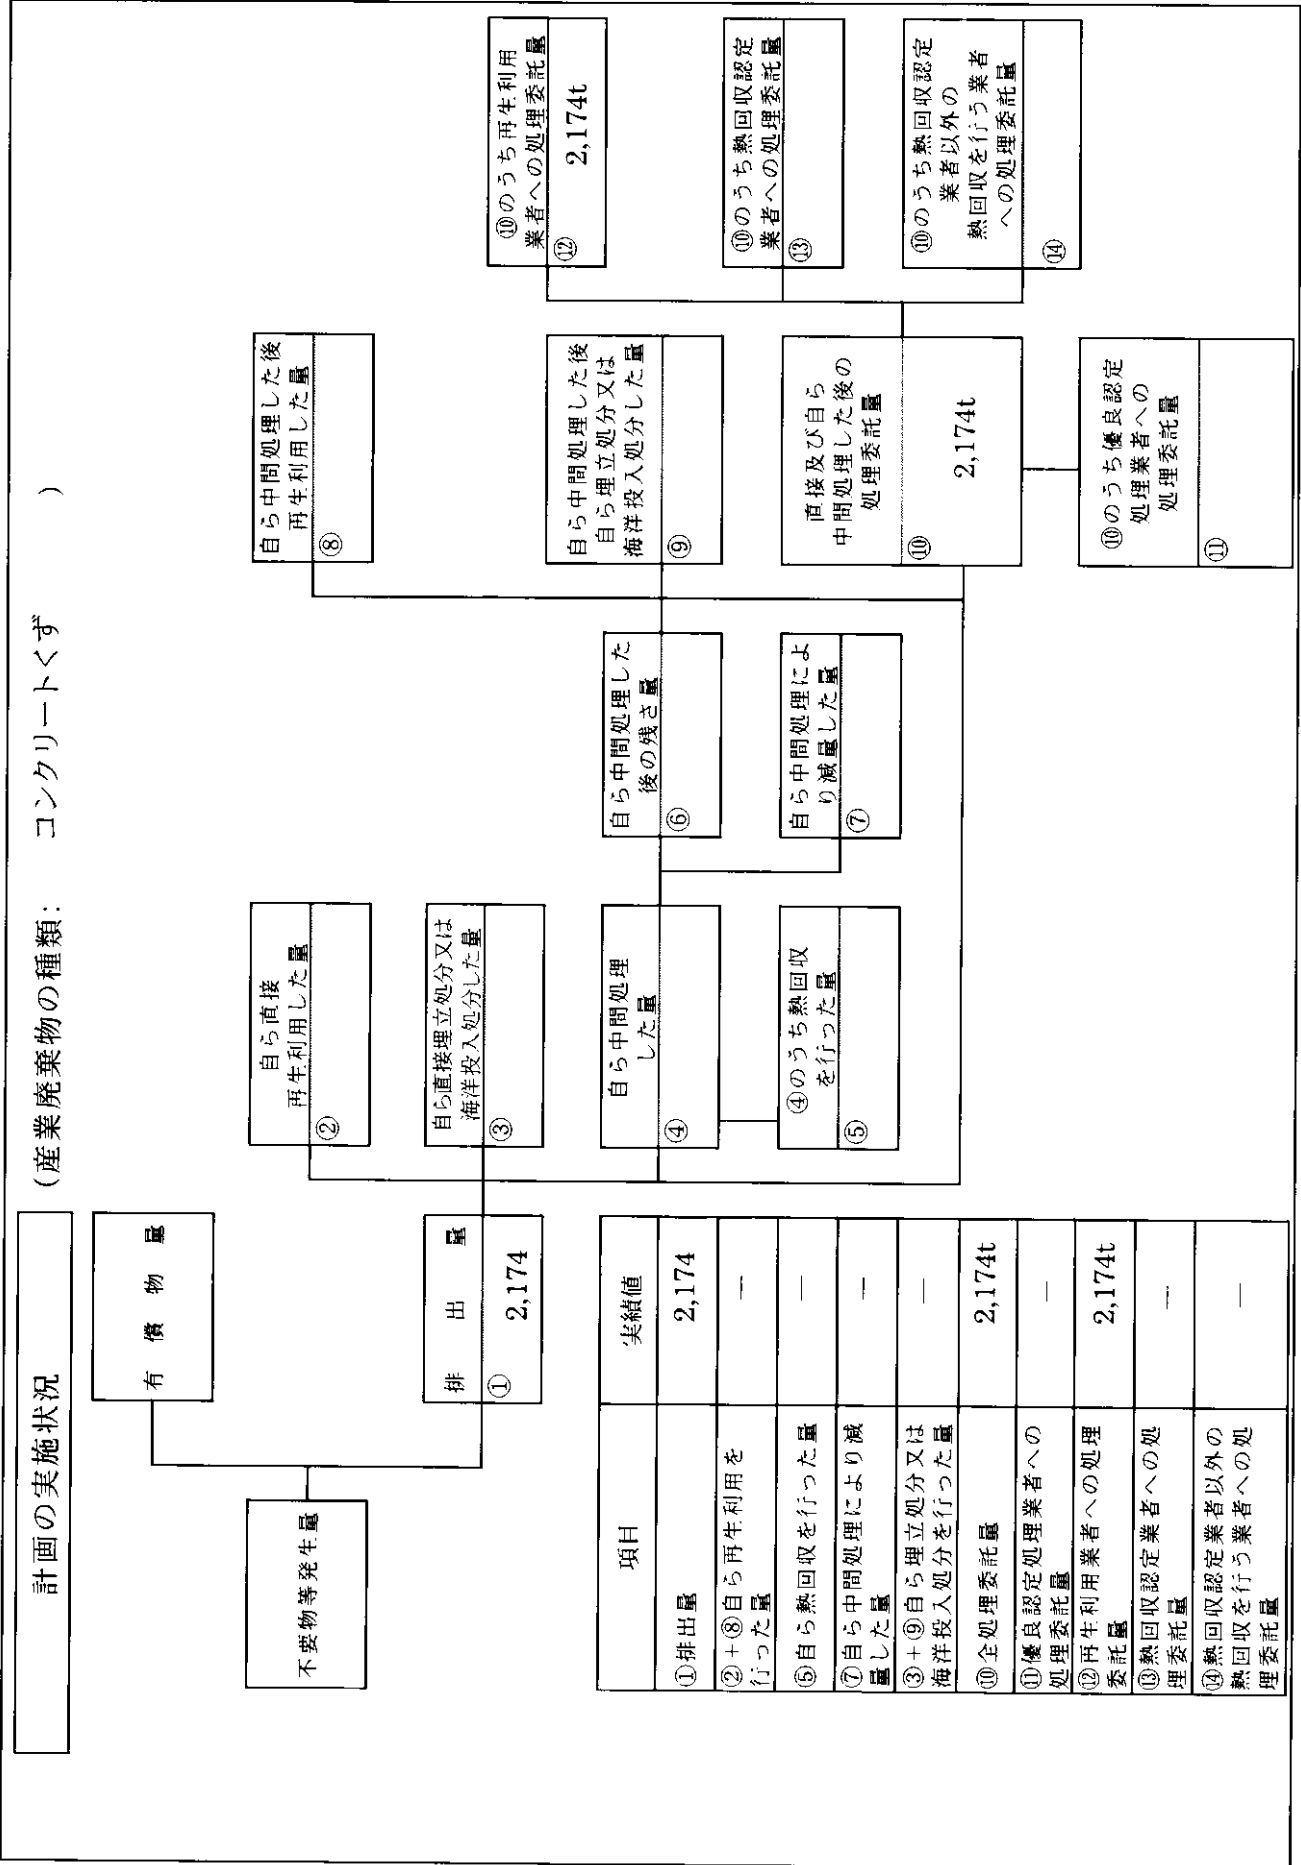 計画の実施状況
(産業廃棄物の種類： コンクリートくず )
不要物等発生量
有償物量
排出量
①
2,174
自ら直接
再生利用した量
②
自ら直接埋立処分又は
海洋投入処分した量
③
自ら中間処理
した量
④
④のうち熱回収
を行った量
⑤
自ら中間処理した
後の残さ量
⑥
自ら中間処理によ
り減量した量
⑦
自ら中間処理した後
再生利用した量
⑧
自ら中間処理した後
自ら埋立処分又は
海洋投入処分した量
⑨
直接及び自ら
中間処理した後の
処理委託量
⑩
2,174t
⑩のうち優良認定
処理業者への
処理委託量
⑪
⑩のうち再生利用
業者への処理委託量
⑫
2,174t
⑩のうち熱回収認定
業者への処理委託量
⑬
⑩のうち熱回収認定
業者以外の
熱回収を行う業者
への処理委託量
⑭
項目 実績値
①排出量 2,174
②+⑧自ら再生利用を
行った量 —
⑤自ら熱回収を行った量 —
⑦自ら中間処理により減
量した量 —
③+⑨自ら埋立処分又は
海洋投入処分を行った量 —
⑩全処理委託量 2,174t
⑪優良認定処理業者への
処理委託量 —
⑫再生利用業者への処理
委託量 2,174t
⑬熱回収認定業者への処
理委託量 —
⑭熱回収認定業者以外の
熱回収を行う業者への処
理委託量 —